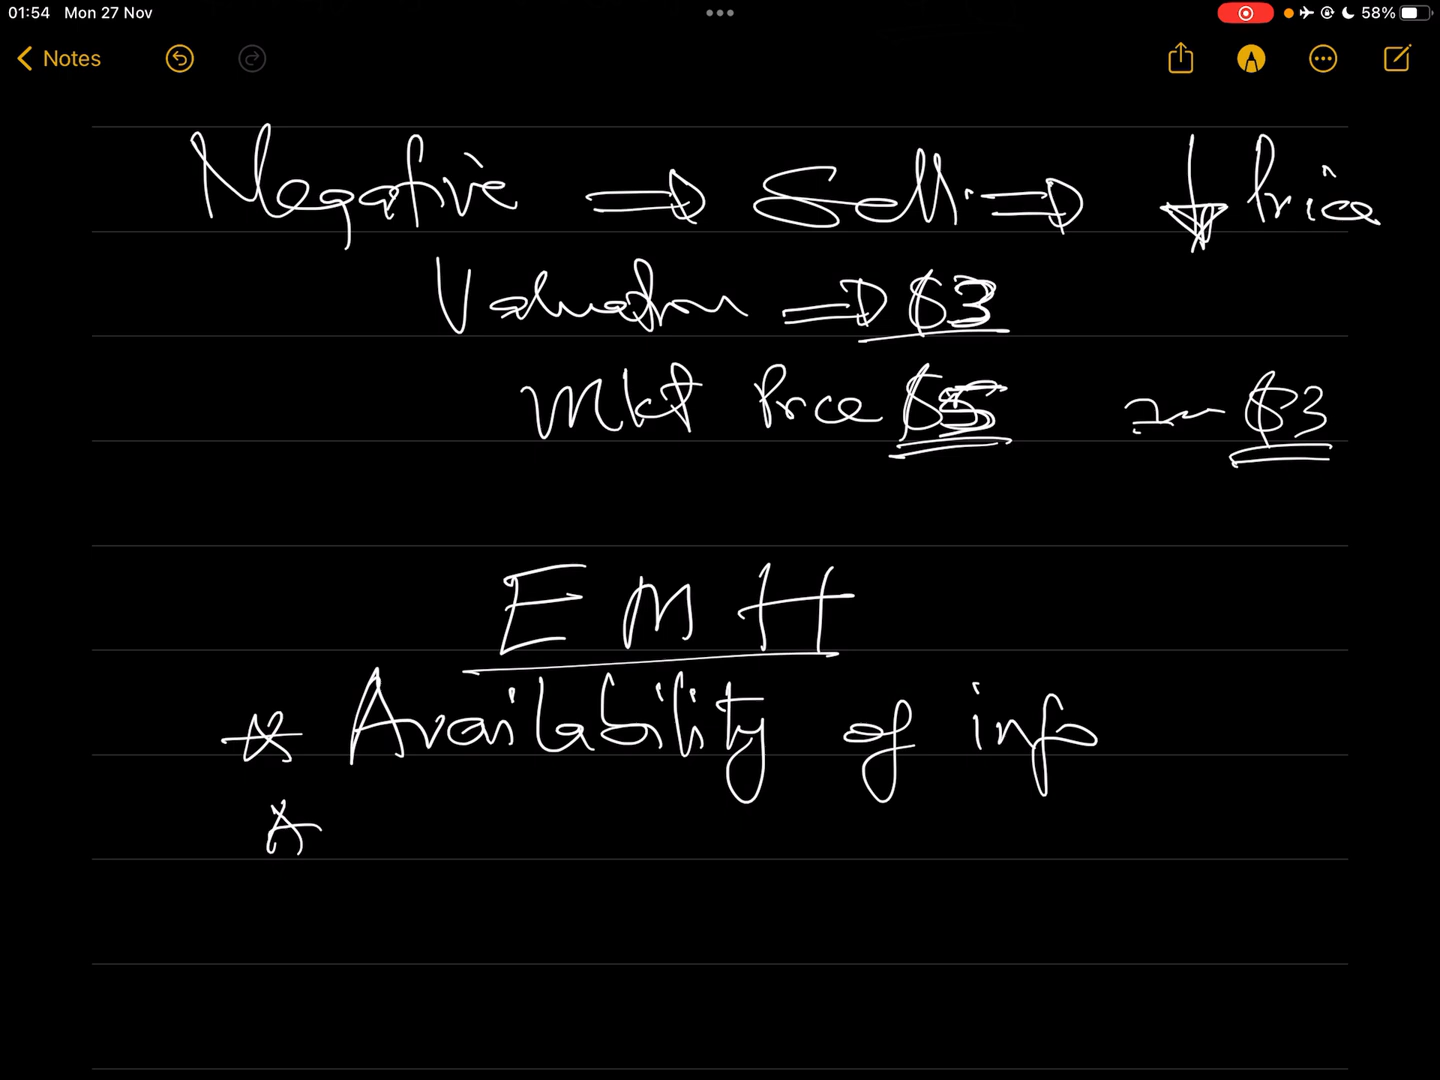 01:54 Mon 27 Nov 58%
Notes
Negative ⇒ Sell ⇒ ↓ Price
Valuation ⇒ $3
Mkt Price $5 ~ $3
EMH
* Availability of info
*